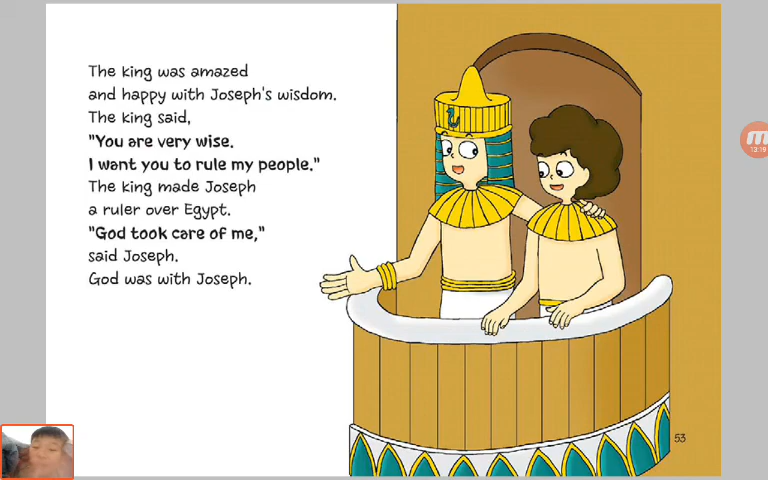 The king was amazed
and happy with Joseph's wisdom.
The king said,
"You are very wise.
I want you to rule my people."
The king made Joseph
a ruler over Egypt.
"God took care of me,"
said Joseph.
God was with Joseph.
53
13:19